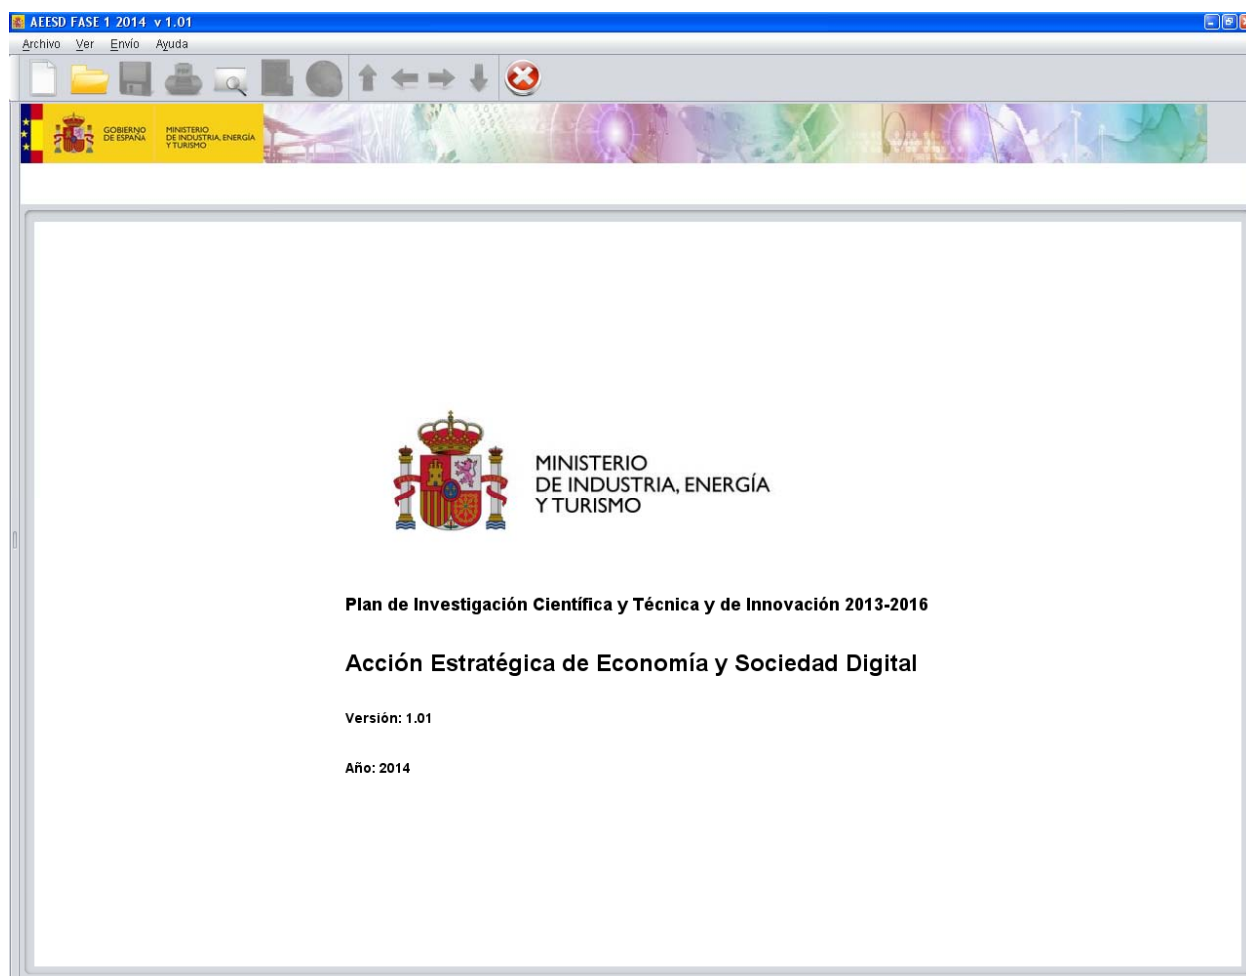 AEESD FASE 1 2014 v 1.01
Archivo Ver Envío Ayuda
GOBIERNO
DE ESPAÑA
MINISTERIO
DE INDUSTRIA, ENERGÍA
Y TURISMO
MINISTERIO
DE INDUSTRIA, ENERGÍA
Y TURISMO
Plan de Investigación Científica y Técnica y de Innovación 2013-2016
Acción Estratégica de Economía y Sociedad Digital
Versión: 1.01
Año: 2014